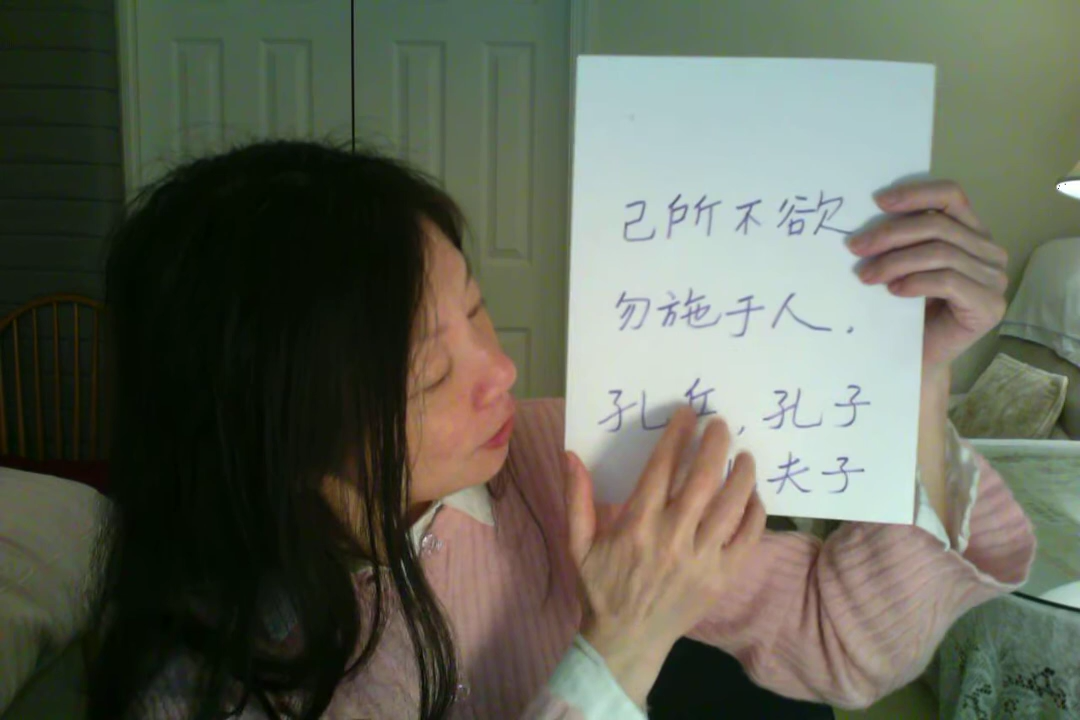 己所不欲
勿施于人.
孔丘, 孔子
夫子